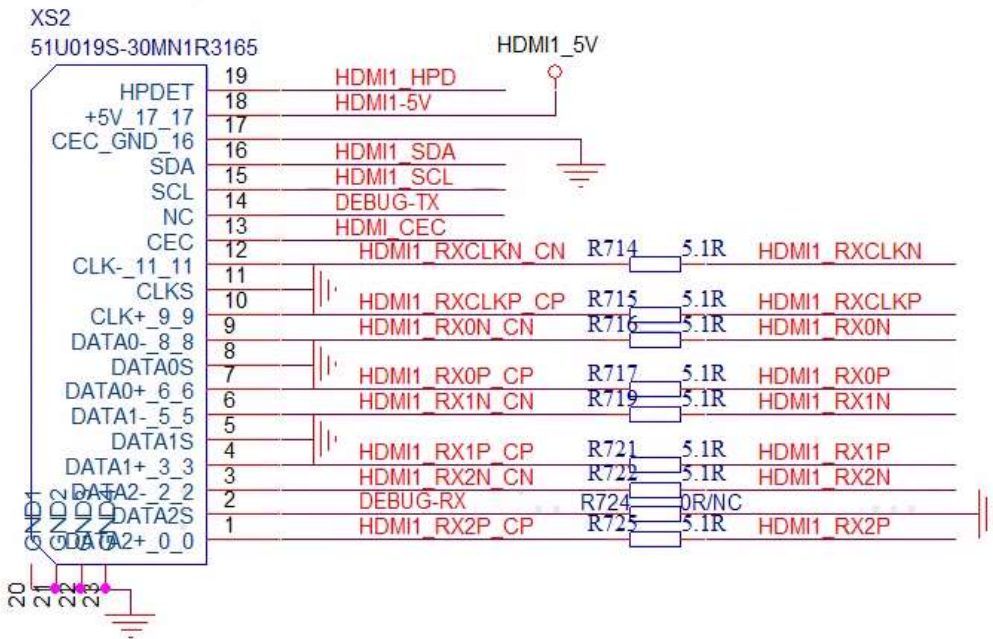 XS2
51U019S-30MN1R3165
HDMI1_5V
HPDET 19 HDMI1_HPD
+5V_17_17 18 HDMI1-5V
CEC_GND_16 17
SDA 16 HDMI1_SDA
SCL 15 HDMI1_SCL
NC 14 DEBUG-TX
CEC 13 HDMI_CEC
CLK-_11_11 12 HDMI1_RXCLKN_CN R714 5.1R HDMI1_RXCLKN
CLKS 11
CLK+_9_9 10 HDMI1_RXCLKP_CP R715 5.1R HDMI1_RXCLKP
DATA0-_8_8 9 HDMI1_RX0N_CN R716 5.1R HDMI1_RX0N
DATA0S 8
DATA0+_6_6 7 HDMI1_RX0P_CP R717 5.1R HDMI1_RX0P
DATA1-_5_5 6 HDMI1_RX1N_CN R719 5.1R HDMI1_RX1N
DATA1S 5
DATA1+_3_3 4 HDMI1_RX1P_CP R721 5.1R HDMI1_RX1P
DATA2-_2_2 3 HDMI1_RX2N_CN R722 5.1R HDMI1_RX2N
DATA2S 2 DEBUG-RX R724 0R/NC
DATA2+_0_0 1 HDMI1_RX2P_CP R725 5.1R HDMI1_RX2P
GND1
GND2
GND3
GND4
20
21
22
23